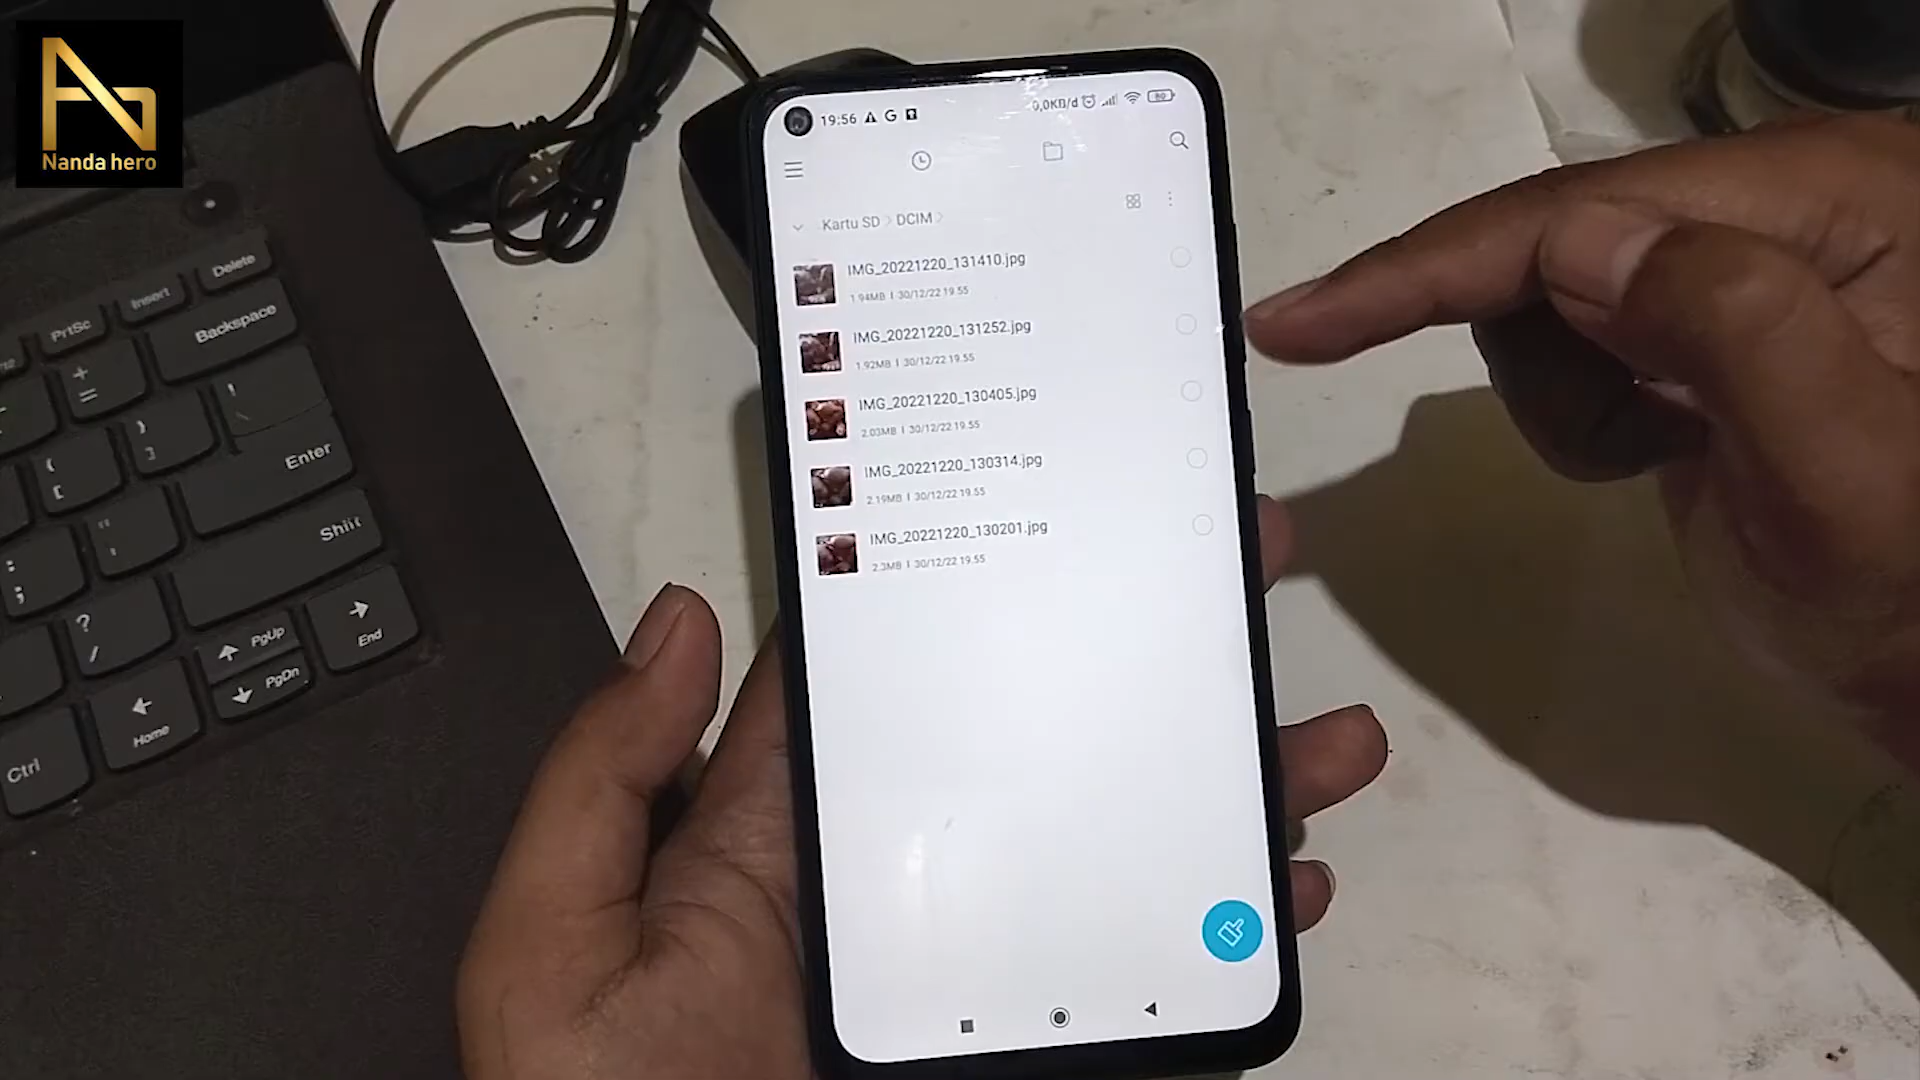 Nanda hero
19:56
0,0KB/d
80
Kartu SD > DCIM >
IMG_20221220_131410.jpg
1.94MB | 30/12/22 19.55
IMG_20221220_131252.jpg
1.92MB | 30/12/22 19.55
IMG_20221220_130405.jpg
2.03MB | 30/12/22 19.55
IMG_20221220_130314.jpg
2.19MB | 30/12/22 19.55
IMG_20221220_130201.jpg
2.3MB | 30/12/22 19.55
Delete
Insert
PrtSc
Backspace
+
=
Enter
Shift
?
/
PgUp
PgDn
End
Home
Ctrl